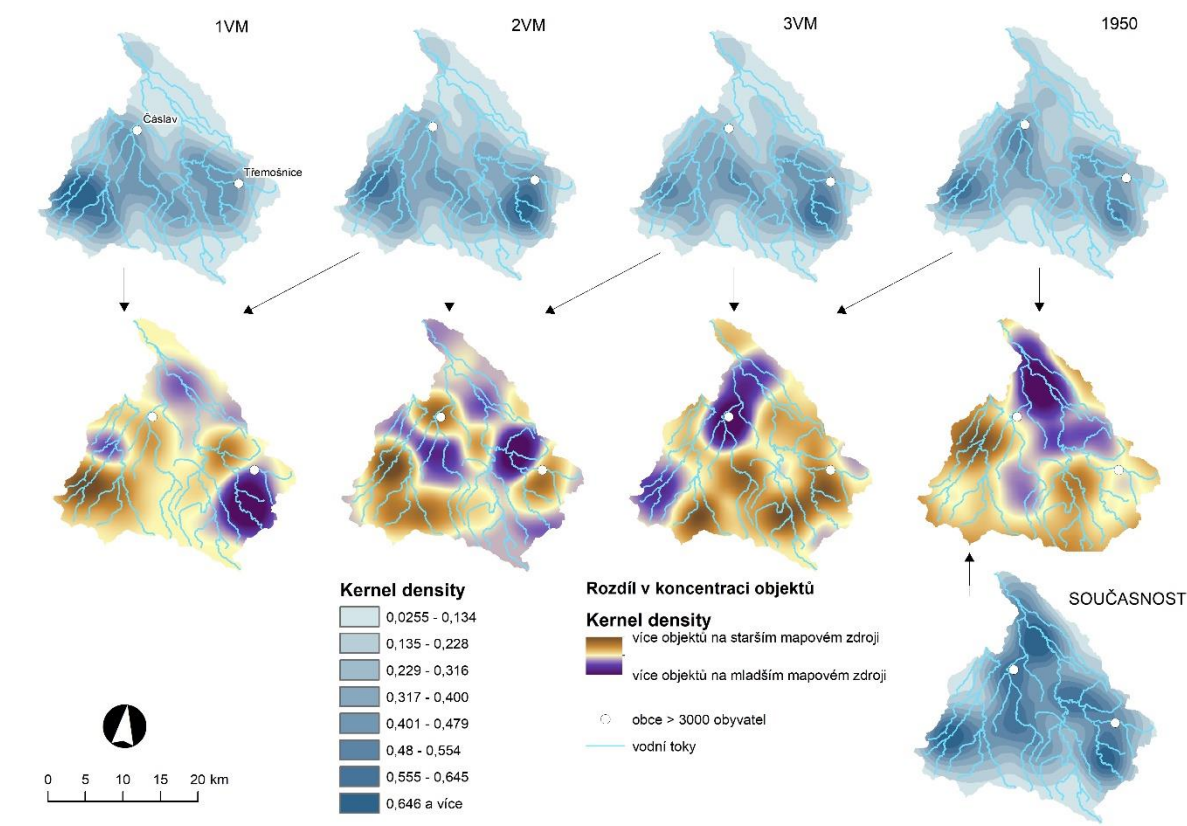 1VM
2VM
3VM
1950
Čáslav
Třemošnice
Kernel density
0,0255 - 0,134
0,135 - 0,228
0,229 - 0,316
0,317 - 0,400
0,401 - 0,479
0,48 - 0,554
0,555 - 0,645
0,646 a více
Rozdíl v koncentraci objektů
Kernel density
více objektů na starším mapovém zdroji
více objektů na mladším mapovém zdroji
obce > 3000 obyvatel
vodní toky
SOUČASNOST
0 5 10 15 20 km